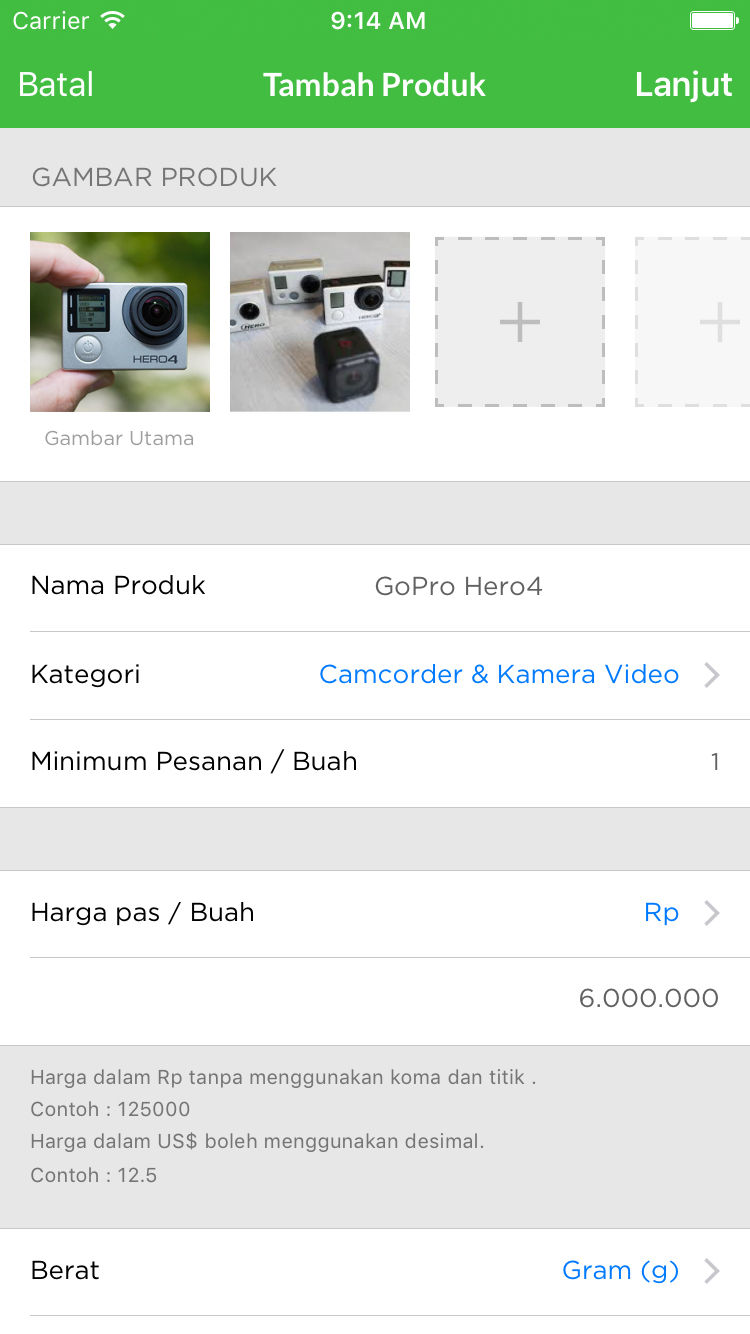 Carrier 9:14 AM
Batal Tambah Produk Lanjut
GAMBAR PRODUK
HERO4
HERO
Gambar Utama
Nama Produk GoPro Hero4
Kategori Camcorder & Kamera Video
Minimum Pesanan / Buah 1
Harga pas / Buah Rp
6.000.000
Harga dalam Rp tanpa menggunakan koma dan titik .
Contoh : 125000
Harga dalam US$ boleh menggunakan desimal.
Contoh : 12.5
Berat Gram (g)